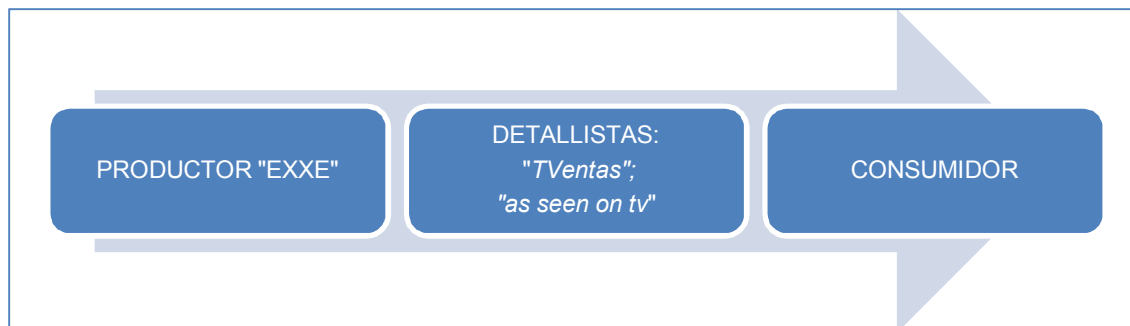 PRODUCTOR "EXXE"
DETALLISTAS:
"TVentas";
"as seen on tv"
CONSUMIDOR